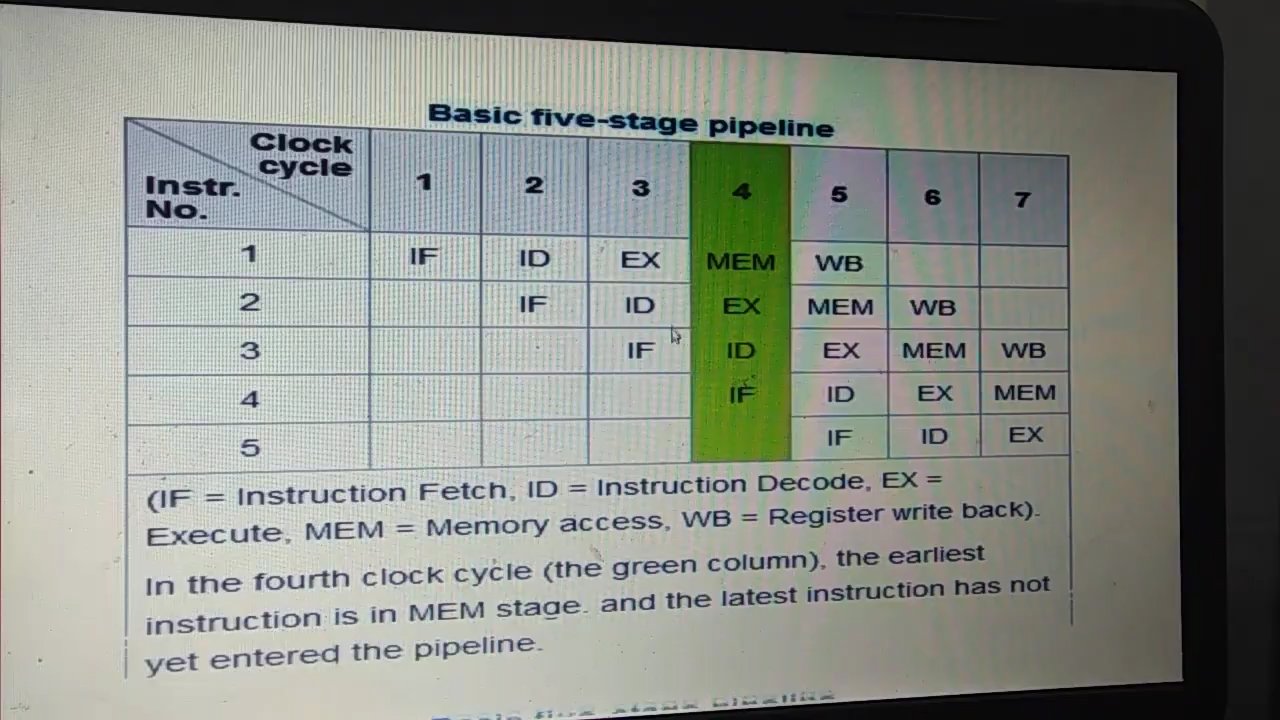 Basic five-stage pipeline
Clock cycle
Instr. No. 1 2 3 4 5 6 7
1 IF ID EX MEM WB
2 IF ID EX MEM WB
3 IF ID EX MEM WB
4 IF ID EX MEM
5 IF ID EX
(IF = Instruction Fetch, ID = Instruction Decode, EX =
Execute, MEM = Memory access, WB = Register write back).
In the fourth clock cycle (the green column), the earliest
instruction is in MEM stage. and the latest instruction has not
yet entered the pipeline.